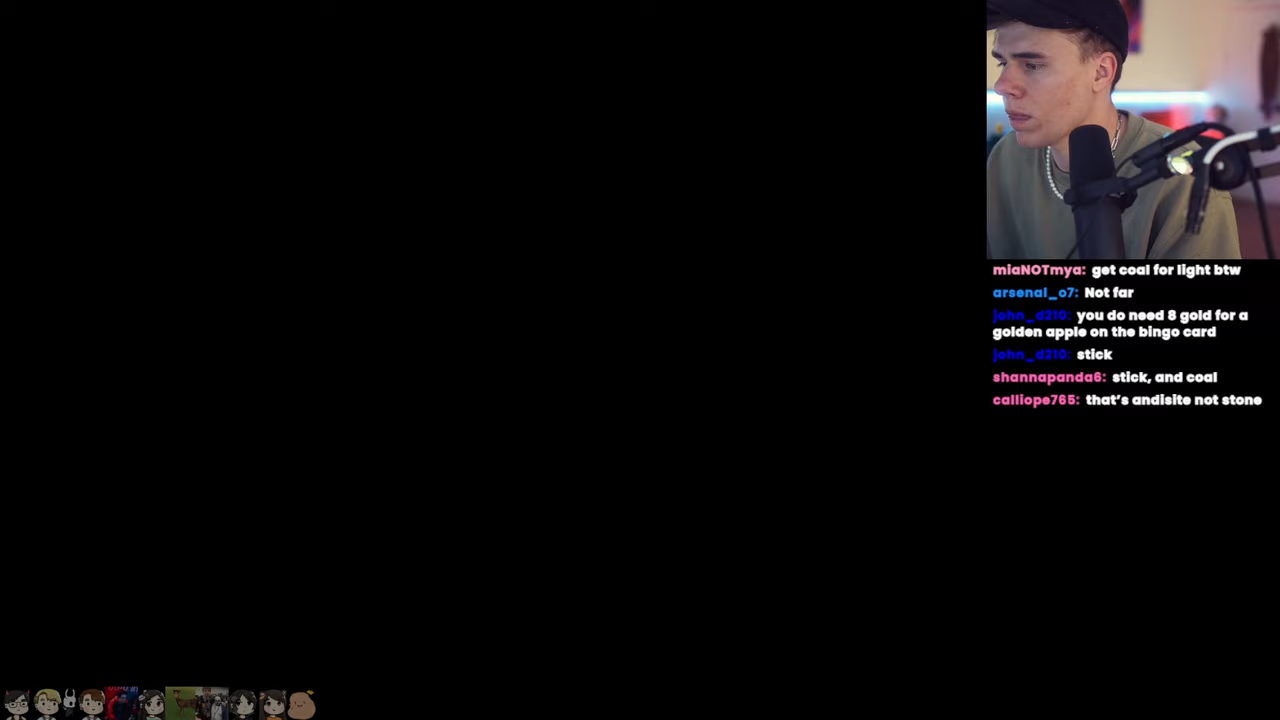 miaNOTmya: get coal for light btw
arsenal_o7: Not far
john_d210: you do need 8 gold for a
golden apple on the bingo card
john_d210: stick
shannapanda6: stick, and coal
calliope765: that's andisite not stone